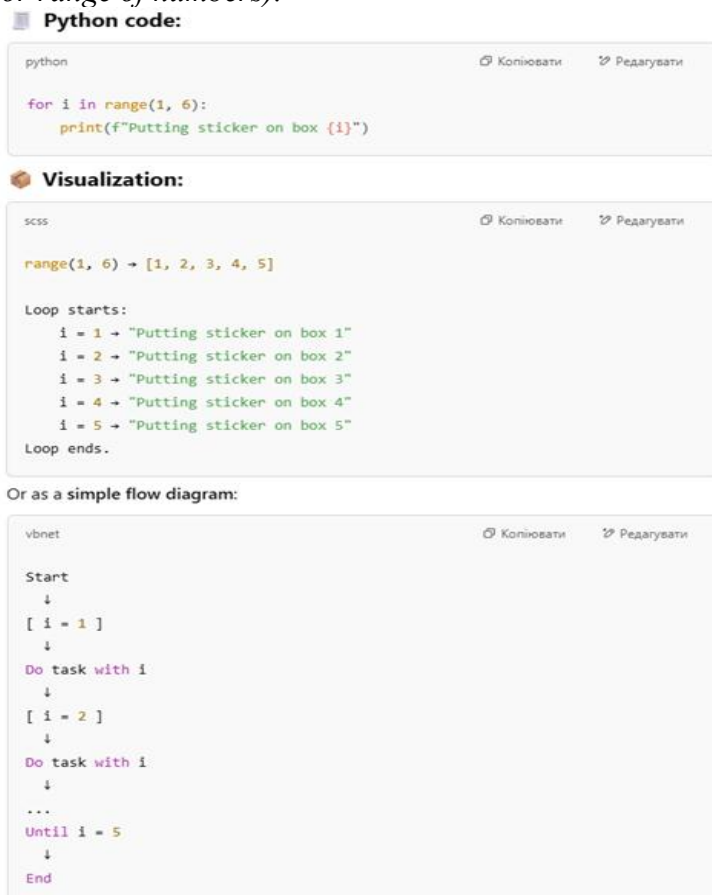 or range of numbers).
Python code:
python Копіювати Редагувати
for i in range(1, 6):
print(f"Putting sticker on box {i}")
Visualization:
scss Копіювати Редагувати
range(1, 6) → [1, 2, 3, 4, 5]
Loop starts:
i = 1 → "Putting sticker on box 1"
i = 2 → "Putting sticker on box 2"
i = 3 → "Putting sticker on box 3"
i = 4 → "Putting sticker on box 4"
i = 5 → "Putting sticker on box 5"
Loop ends.
Or as a simple flow diagram:
vbnet Копіювати Редагувати
Start
↓
[ i = 1 ]
↓
Do task with i
↓
[ i = 2 ]
↓
Do task with i
↓
...
Until i = 5
↓
End